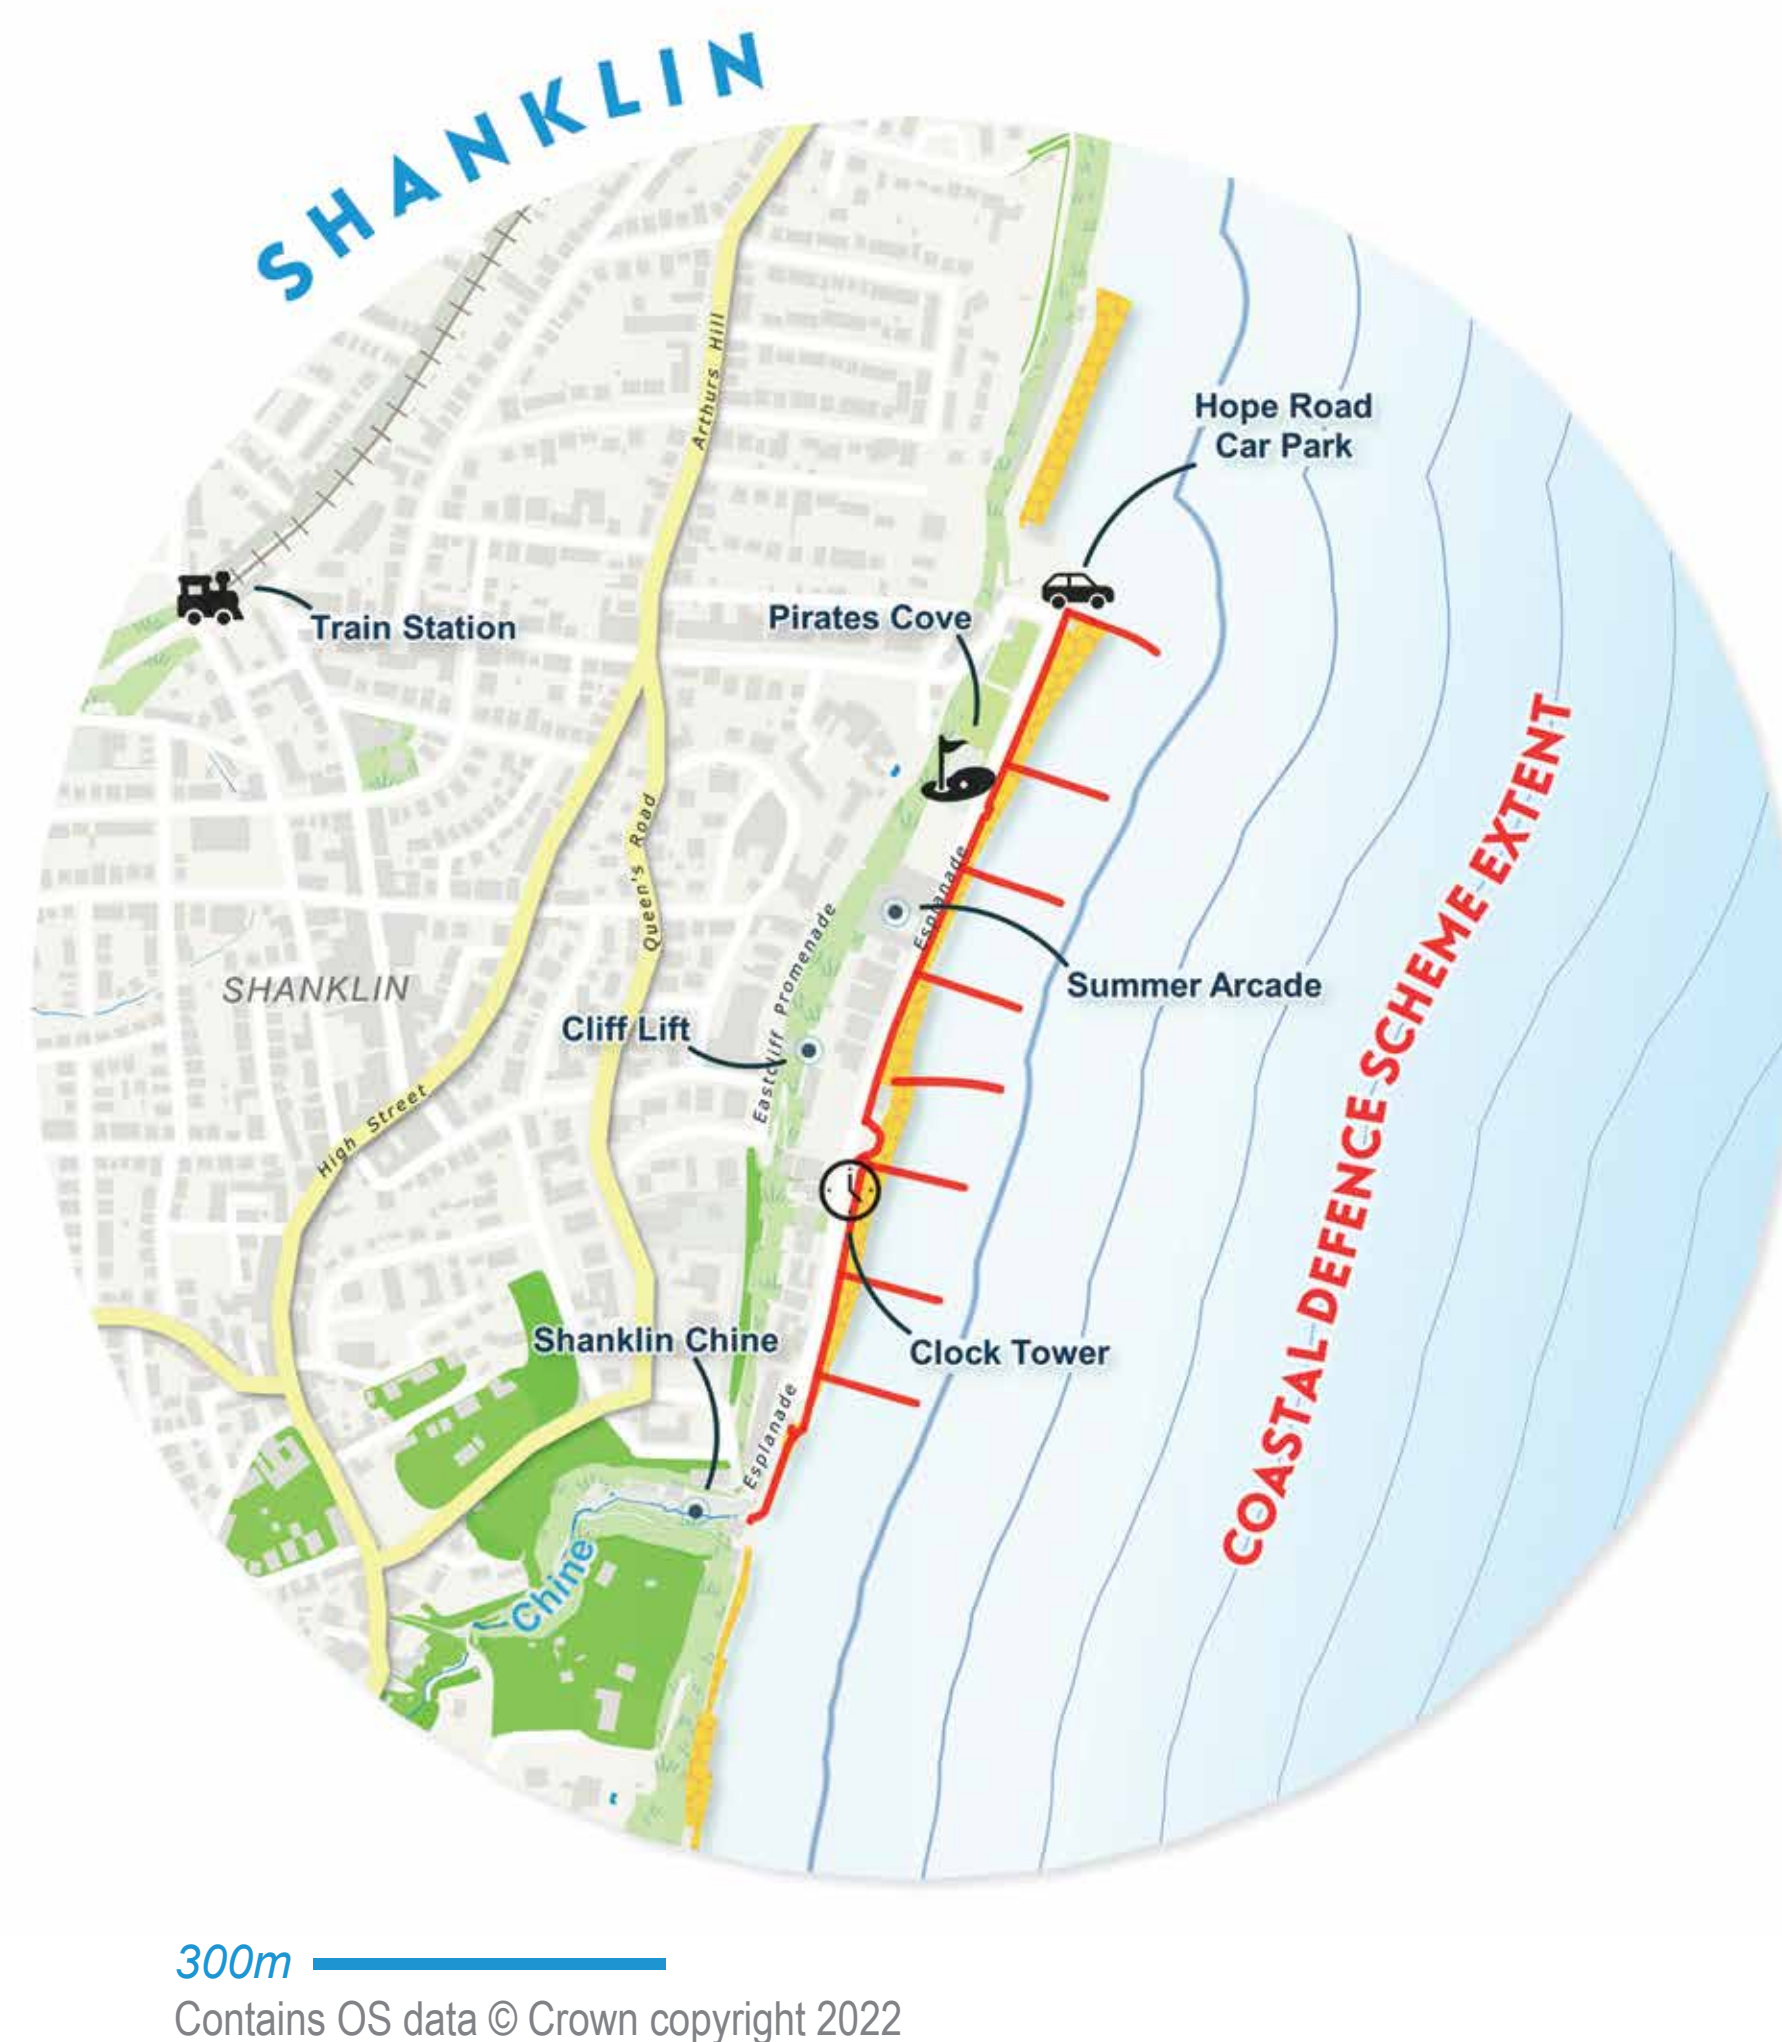 SHANKLIN
Arthurs Hill
Hope Road
Car Park
Train Station
Pirates Cove
Queen's Road
Esplanade
Eastcliff Promenade
SHANKLIN
Summer Arcade
Cliff Lift
High Street
COASTAL DEFENCE SCHEME EXTENT
Shanklin Chine
Clock Tower
Esplanade
Chine
300m
Contains OS data © Crown copyright 2022